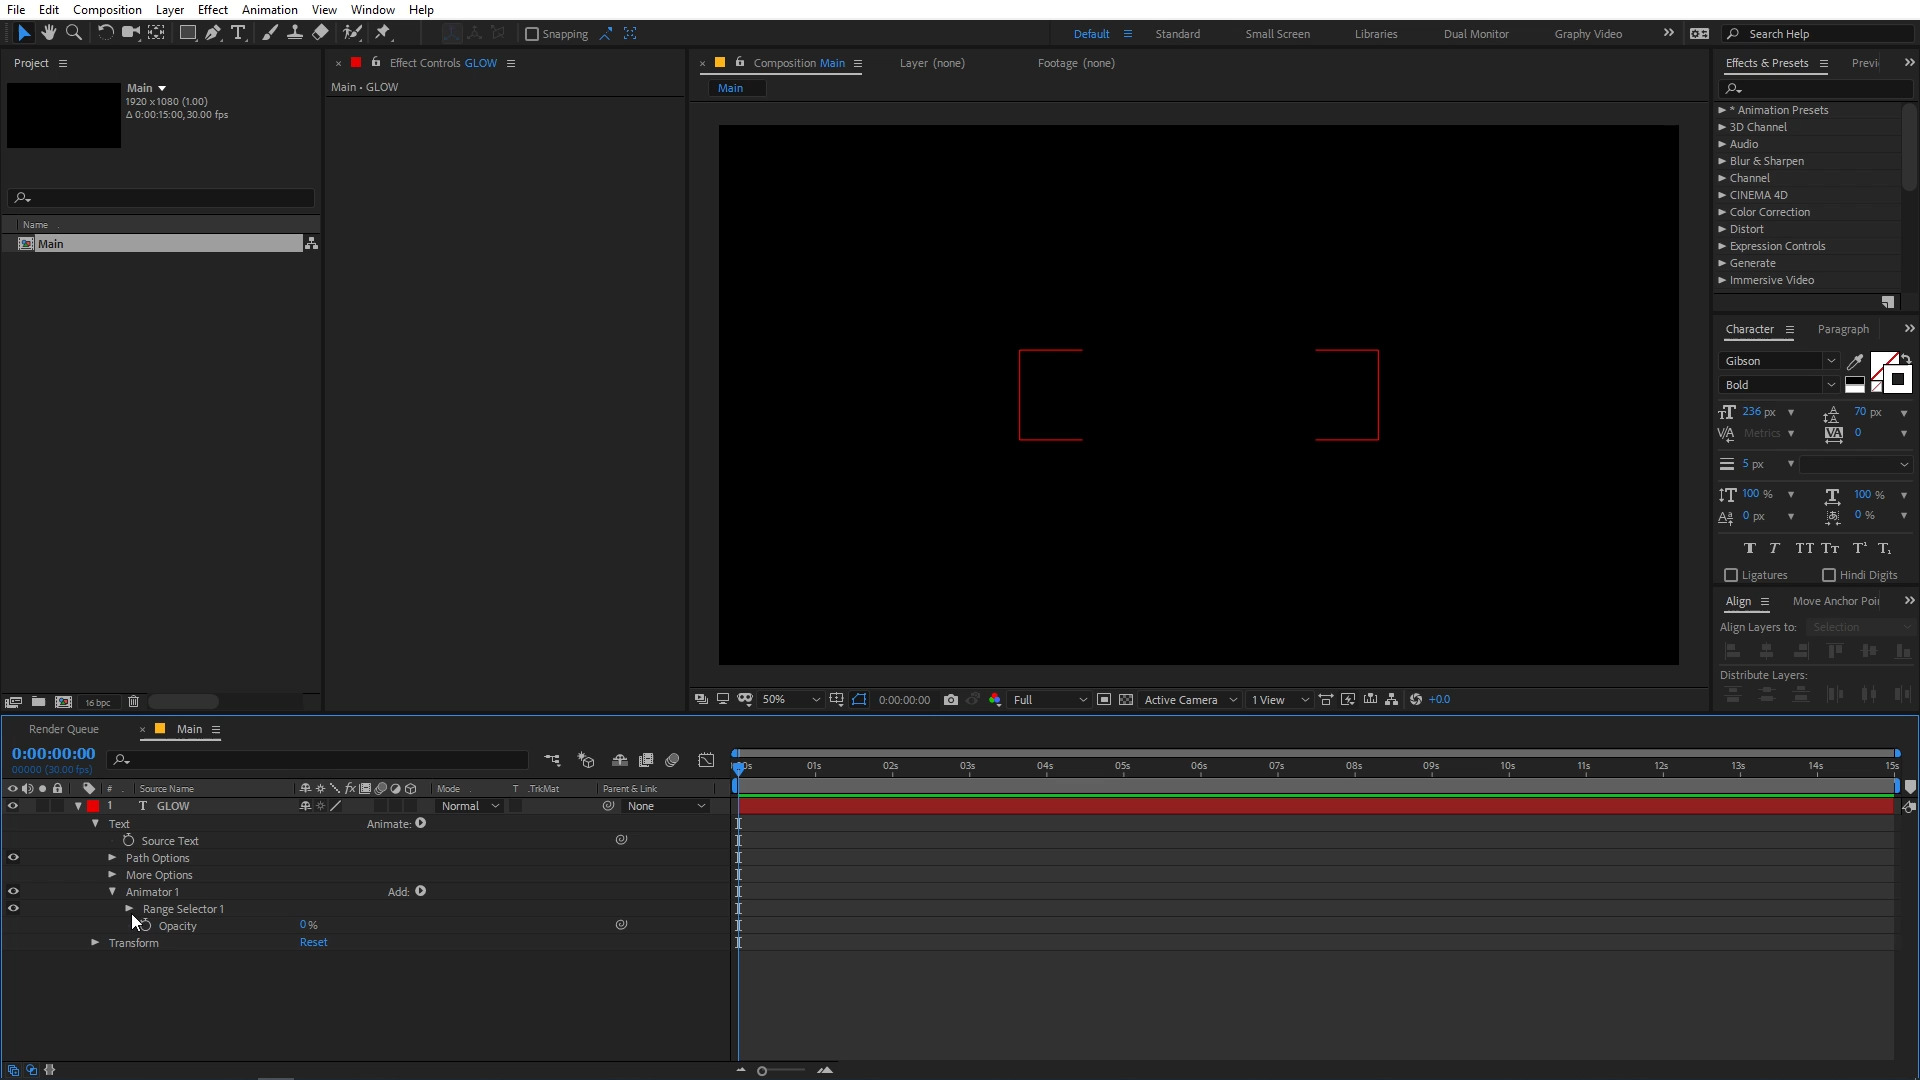 File Edit Composition Layer Effect Animation View Window Help
Snapping
Default Standard Small Screen Libraries Dual Monitor Graphy Video Search Help
Project
Main
1920 x 1080 (1.00)
Δ 0:00:15:00, 30.00 fps
Name
Main
16 bpc
Effect Controls GLOW
Main • GLOW
Composition Main Layer (none) Footage (none)
Main
50% 0:00:00:00 Full Active Camera 1 View +0.0
Effects & Presets Previ
* Animation Presets
3D Channel
Audio
Blur & Sharpen
Channel
CINEMA 4D
Color Correction
Distort
Expression Controls
Generate
Immersive Video
Character Paragraph
Gibson
Bold
236 px 70 px
Metrics 0
5 px
100 % 100 %
0 px 0 %
Ligatures Hindi Digits
Align Move Anchor Poi
Align Layers to: Selection
Distribute Layers:
Render Queue Main
0:00:00:00
00000 (30.00 fps)
# Source Name Mode T .TrkMat Parent & Link
1 T GLOW Normal None
Text Animate:
Source Text
Path Options
More Options
Animator 1 Add:
Range Selector 1
Opacity 0 %
Transform Reset
01s 02s 03s 04s 05s 06s 07s 08s 09s 10s 11s 12s 13s 14s 15s